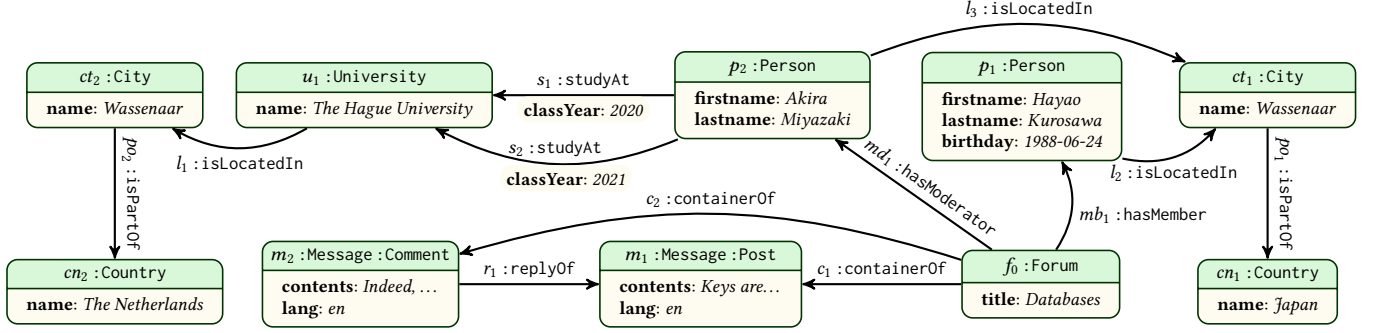 l3 :isLocatedIn
ct2 :City
name: Wassenaar
u1 :University
name: The Hague University
s1 :studyAt
classYear: 2020
p2 :Person
firstname: Akira
lastname: Miyazaki
p1 :Person
firstname: Hayao
lastname: Kurosawa
birthday: 1988-06-24
ct1 :City
name: Wassenaar
po2 :isPartOf
l1 :isLocatedIn
s2 :studyAt
classYear: 2021
md1 :hasModerator
l2 :isLocatedIn
po1 :isPartOf
c2 :containerOf
mb1 :hasMember
cn2 :Country
name: The Netherlands
m2 :Message:Comment
contents: Indeed, ...
lang: en
r1 :replyOf
m1 :Message:Post
contents: Keys are...
lang: en
c1 :containerOf
f0 :Forum
title: Databases
cn1 :Country
name: Japan